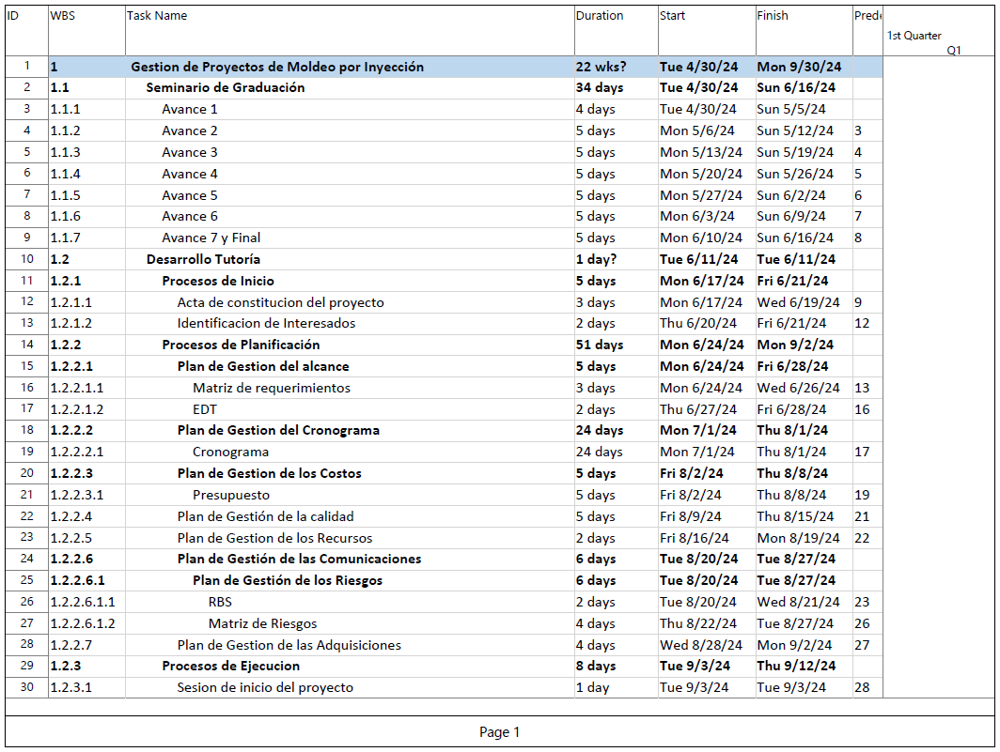 ID WBS Task Name Duration Start Finish Prede
1st Quarter
Q1
1 1 Gestion de Proyectos de Moldeo por Inyección 22 wks? Tue 4/30/24 Mon 9/30/24
2 1.1 Seminario de Graduación 34 days Tue 4/30/24 Sun 6/16/24
3 1.1.1 Avance 1 4 days Tue 4/30/24 Sun 5/5/24
4 1.1.2 Avance 2 5 days Mon 5/6/24 Sun 5/12/24 3
5 1.1.3 Avance 3 5 days Mon 5/13/24 Sun 5/19/24 4
6 1.1.4 Avance 4 5 days Mon 5/20/24 Sun 5/26/24 5
7 1.1.5 Avance 5 5 days Mon 5/27/24 Sun 6/2/24 6
8 1.1.6 Avance 6 5 days Mon 6/3/24 Sun 6/9/24 7
9 1.1.7 Avance 7 y Final 5 days Mon 6/10/24 Sun 6/16/24 8
10 1.2 Desarrollo Tutoría 1 day? Tue 6/11/24 Tue 6/11/24
11 1.2.1 Procesos de Inicio 5 days Mon 6/17/24 Fri 6/21/24
12 1.2.1.1 Acta de constitucion del proyecto 3 days Mon 6/17/24 Wed 6/19/24 9
13 1.2.1.2 Identificacion de Interesados 2 days Thu 6/20/24 Fri 6/21/24 12
14 1.2.2 Procesos de Planificación 51 days Mon 6/24/24 Mon 9/2/24
15 1.2.2.1 Plan de Gestion del alcance 5 days Mon 6/24/24 Fri 6/28/24
16 1.2.2.1.1 Matriz de requerimientos 3 days Mon 6/24/24 Wed 6/26/24 13
17 1.2.2.1.2 EDT 2 days Thu 6/27/24 Fri 6/28/24 16
18 1.2.2.2 Plan de Gestion del Cronograma 24 days Mon 7/1/24 Thu 8/1/24
19 1.2.2.2.1 Cronograma 24 days Mon 7/1/24 Thu 8/1/24 17
20 1.2.2.3 Plan de Gestion de los Costos 5 days Fri 8/2/24 Thu 8/8/24
21 1.2.2.3.1 Presupuesto 5 days Fri 8/2/24 Thu 8/8/24 19
22 1.2.2.4 Plan de Gestión de la calidad 5 days Fri 8/9/24 Thu 8/15/24 21
23 1.2.2.5 Plan de Gestion de los Recursos 2 days Fri 8/16/24 Mon 8/19/24 22
24 1.2.2.6 Plan de Gestión de las Comunicaciones 6 days Tue 8/20/24 Tue 8/27/24
25 1.2.2.6.1 Plan de Gestión de los Riesgos 6 days Tue 8/20/24 Tue 8/27/24
26 1.2.2.6.1.1 RBS 2 days Tue 8/20/24 Wed 8/21/24 23
27 1.2.2.6.1.2 Matriz de Riesgos 4 days Thu 8/22/24 Tue 8/27/24 26
28 1.2.2.7 Plan de Gestion de las Adquisiciones 4 days Wed 8/28/24 Mon 9/2/24 27
29 1.2.3 Procesos de Ejecucion 8 days Tue 9/3/24 Thu 9/12/24
30 1.2.3.1 Sesion de inicio del proyecto 1 day Tue 9/3/24 Tue 9/3/24 28
Page 1